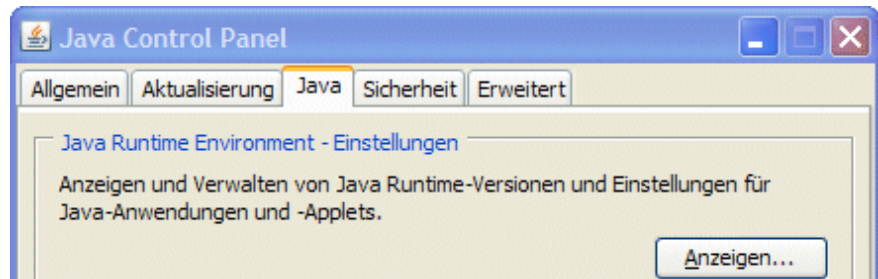 Java Control Panel
Allgemein Aktualisierung Java Sicherheit Erweitert
Java Runtime Environment - Einstellungen
Anzeigen und Verwalten von Java Runtime-Versionen und Einstellungen für
Java-Anwendungen und -Applets.
Anzeigen...